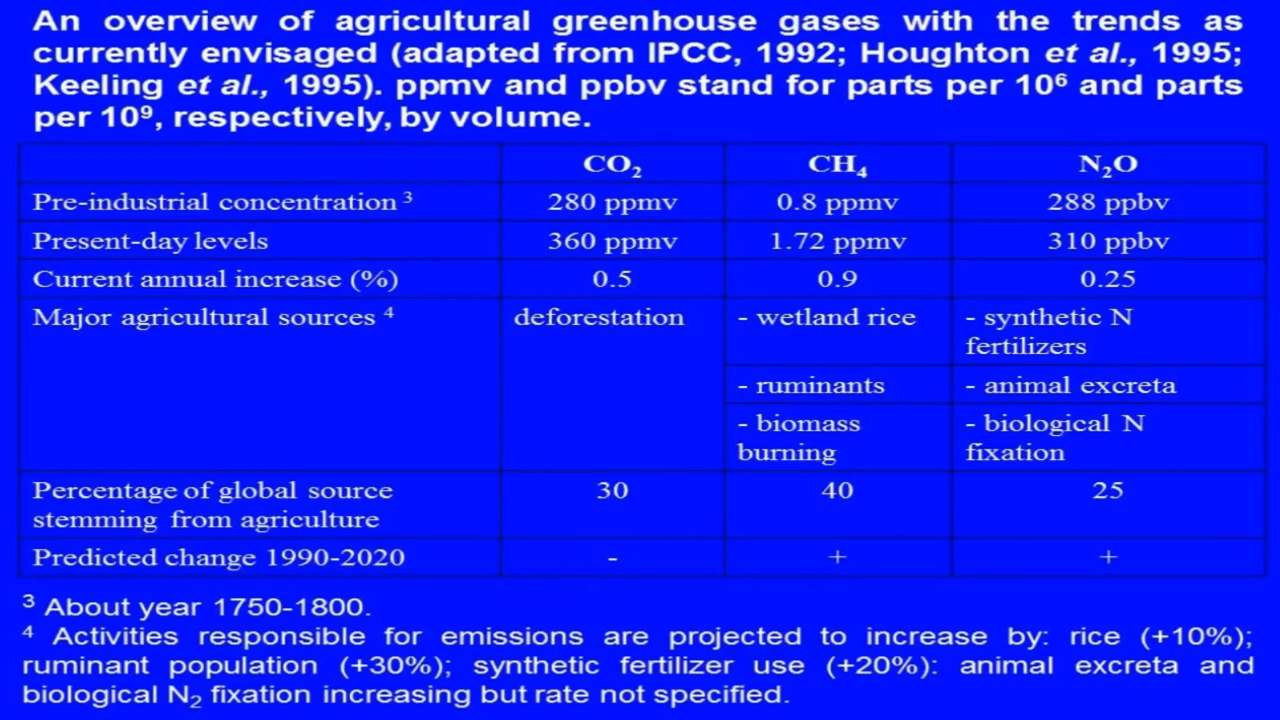 An overview of agricultural greenhouse gases with the trends as
currently envisaged (adapted from IPCC, 1992; Houghton et al., 1995;
Keeling et al., 1995). ppmv and ppbv stand for parts per 10⁶ and parts
per 10⁹, respectively, by volume.
CO₂ CH₄ N₂O
Pre-industrial concentration ³ 280 ppmv 0.8 ppmv 288 ppbv
Present-day levels 360 ppmv 1.72 ppmv 310 ppbv
Current annual increase (%) 0.5 0.9 0.25
Major agricultural sources ⁴ deforestation - wetland rice - synthetic N
fertilizers
- ruminants - animal excreta
- biomass - biological N
burning fixation
Percentage of global source 30 40 25
stemming from agriculture
Predicted change 1990-2020 - + +
³ About year 1750-1800.
⁴ Activities responsible for emissions are projected to increase by: rice (+10%);
ruminant population (+30%); synthetic fertilizer use (+20%): animal excreta and
biological N₂ fixation increasing but rate not specified.